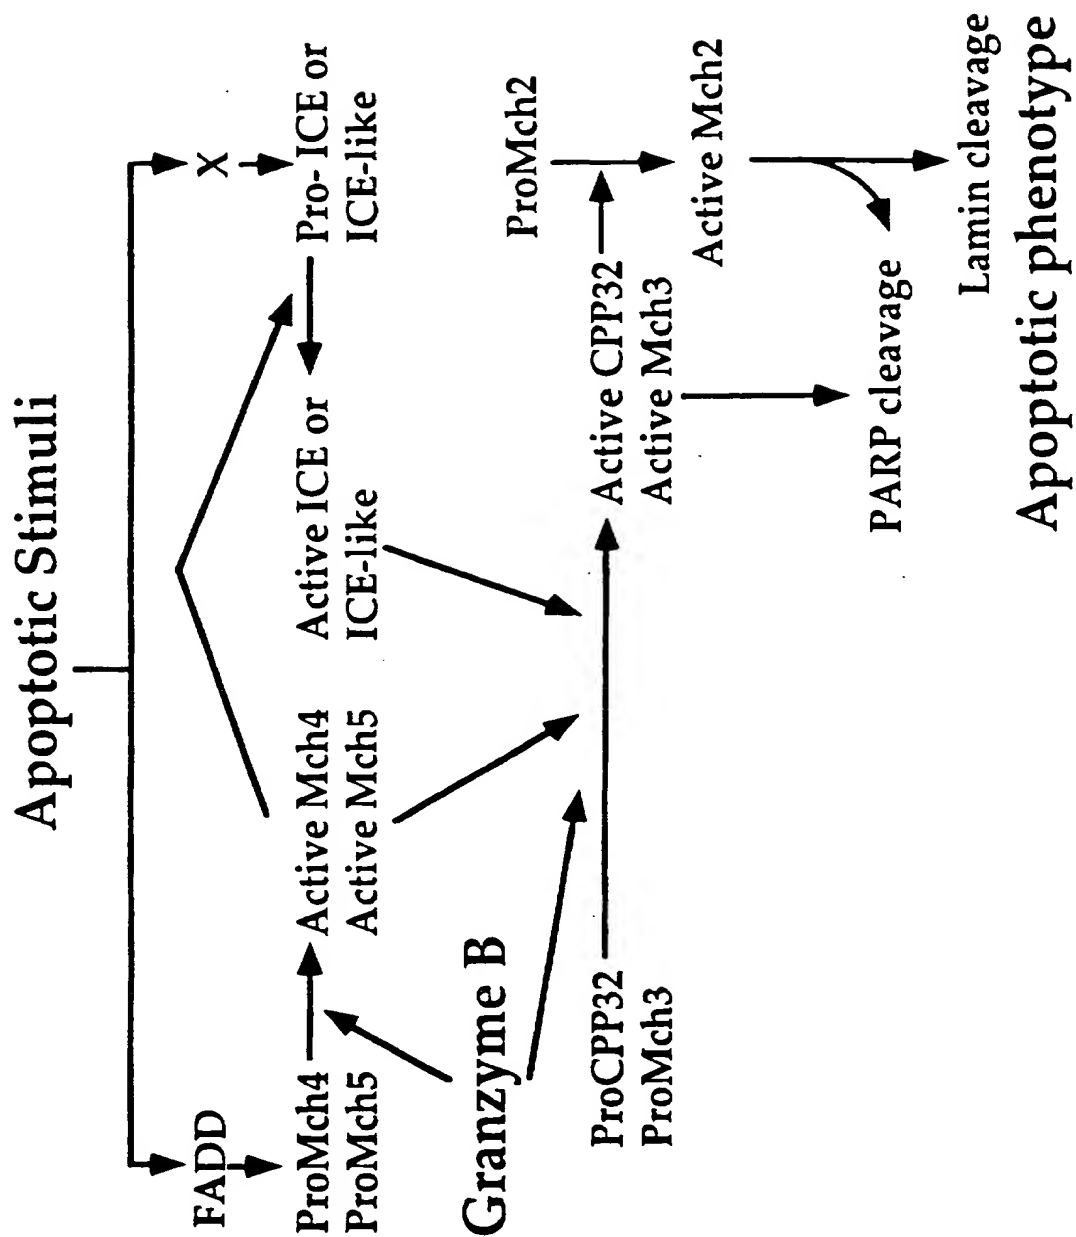 Apoptotic Stimuli
FADD
X
ProMch4
ProMch5
Active Mch4
Active Mch5
Active ICE or
ICE-like
Pro- ICE or
ICE-like
Granzyme B
ProMch2
ProCPP32
ProMch3
Active CPP32
Active Mch3
Active Mch2
PARP cleavage
Lamin cleavage
Apoptotic phenotype